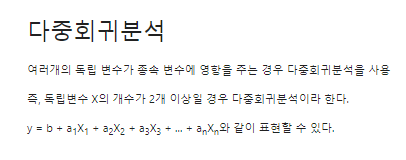 다중회귀분석
여러개의 독립 변수가 종속 변수에 영향을 주는 경우 다중회귀분석을 사용
즉, 독립변수 X의 개수가 2개 이상일 경우 다중회귀분석이라 한다.
y = b + a₁X₁ + a₂X₂ + a₃X₃ + ... + aₙXₙ와 같이 표현할 수 있다.